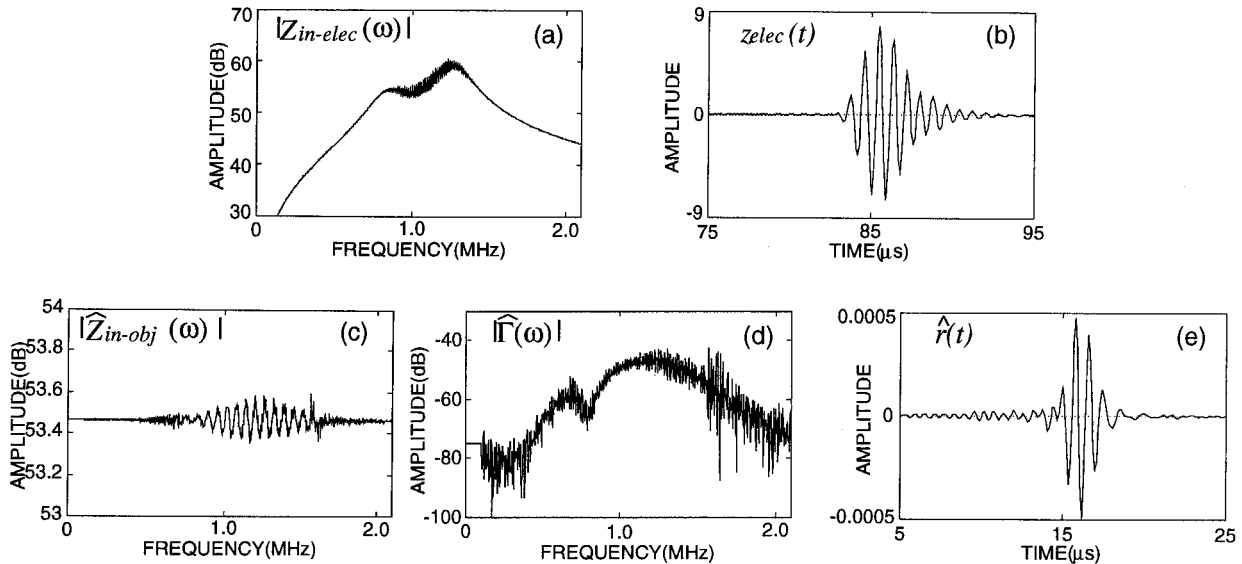 |Z_in-elec(ω)|
(a)
70
60
50
40
30
AMPLITUDE(dB)
0
1.0
2.0
FREQUENCY(MHz)
z_elec(t)
(b)
9
0
-9
AMPLITUDE
75
85
95
TIME(μs)
|Ẑ_in-obj (ω) |
(c)
54
53.8
53.6
53.4
53.2
53
AMPLITUDE(dB)
0
1.0
2.0
FREQUENCY(MHz)
|Γ̂(ω)|
(d)
-40
-60
-80
-100
AMPLITUDE(dB)
0
1.0
2.0
FREQUENCY(MHz)
r̂(t)
(e)
0.0005
0
-0.0005
AMPLITUDE
5
15
25
TIME(μs)